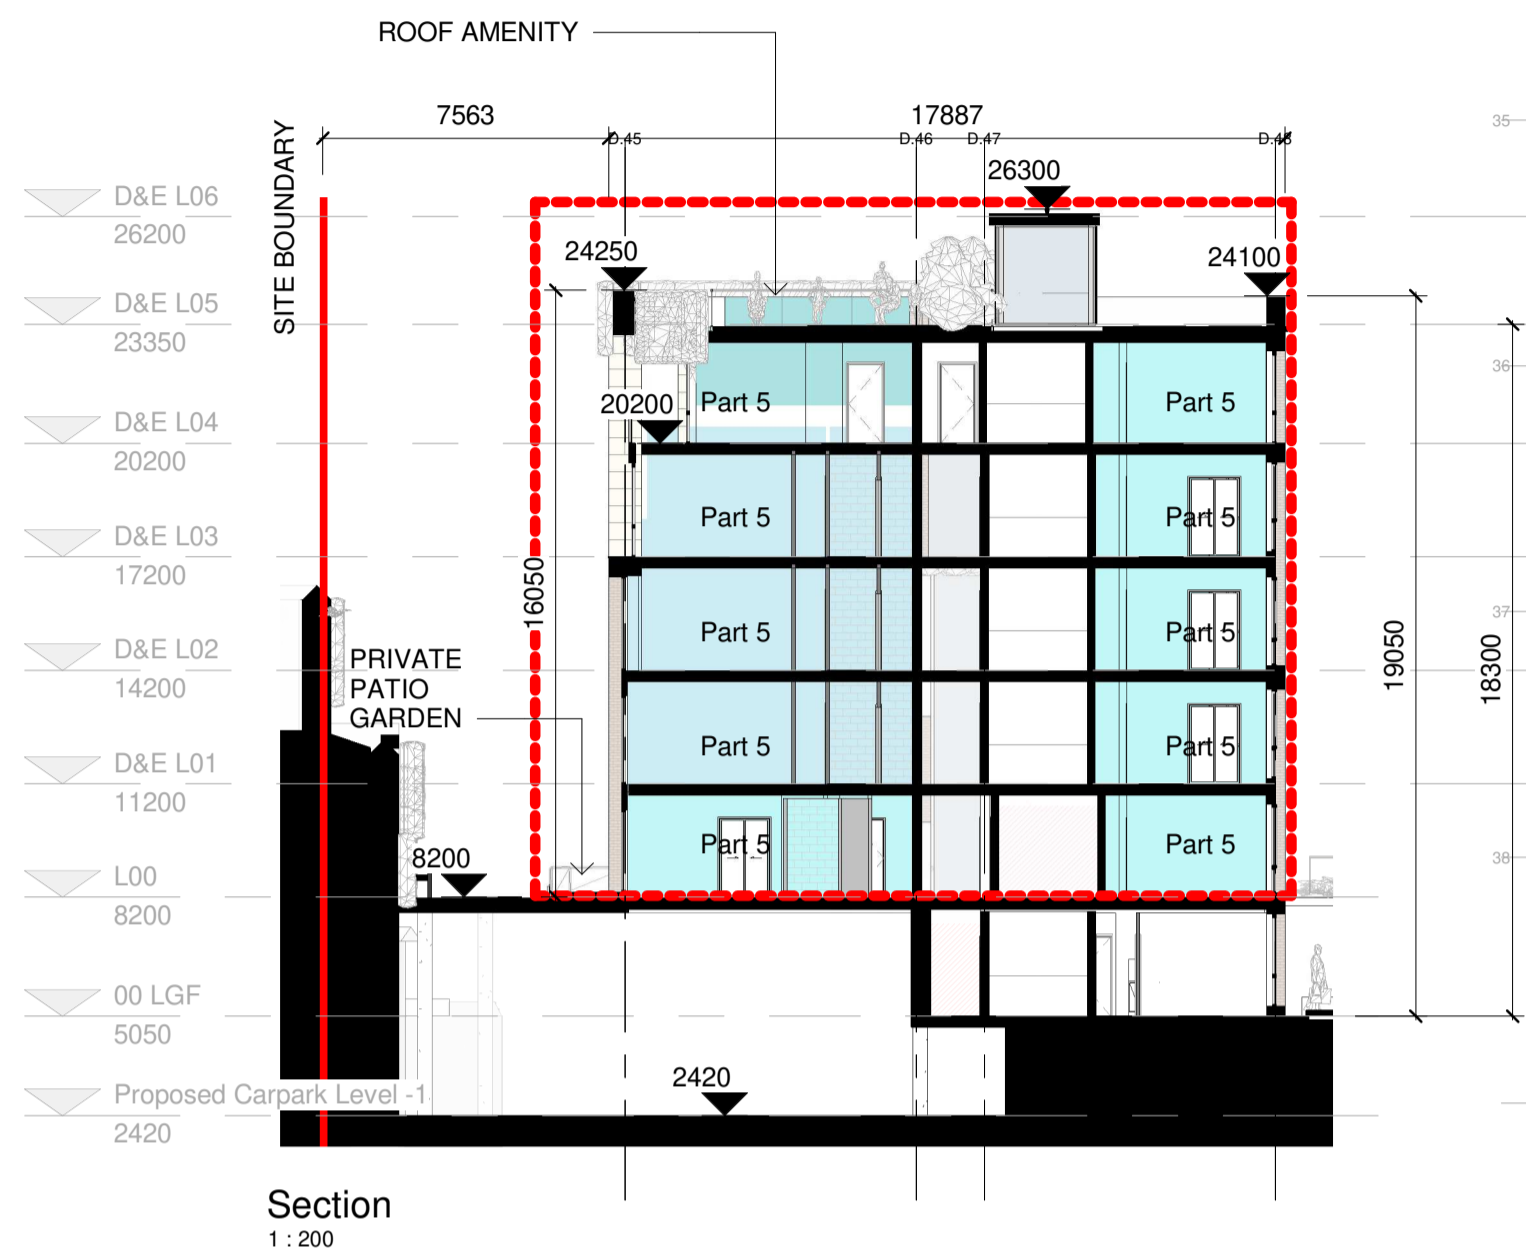 ROOF AMENITY
7563
17887
35
SITE BOUNDARY
D.45
D.46
D.47
D.48
26300
D&E L06
26200
24250
24100
D&E L05
23350
36
20200
Part 5
Part 5
D&E L04
20200
Part 5
Part 5
D&E L03
17200
16050
37
Part 5
Part 5
19050
18300
D&E L02
14200
PRIVATE
PATIO
GARDEN
Part 5
Part 5
D&E L01
11200
Part 5
Part 5
8200
38
L00
8200
00 LGF
5050
2420
Proposed Carpark Level -1
2420
Section
1 : 200